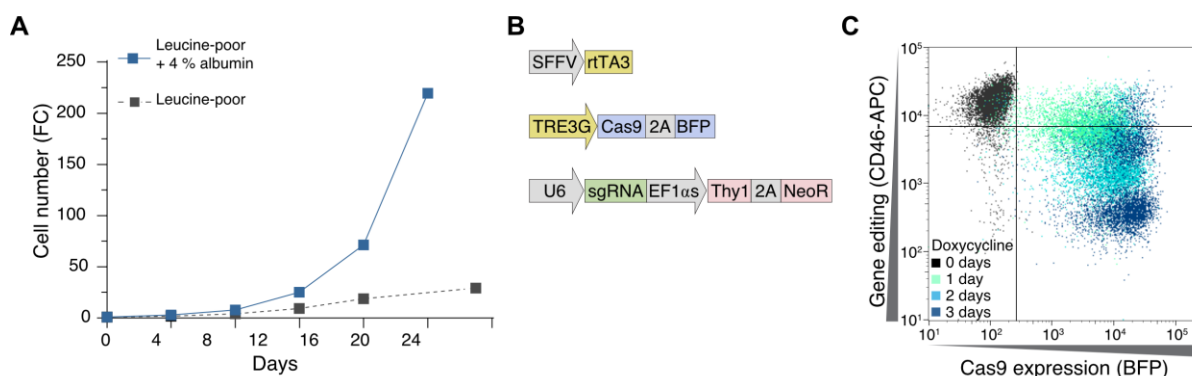 A
Leucine-poor
+ 4 % albumin
Leucine-poor
Cell number (FC)
250
200
150
100
50
0
0 4 8 12 16 20 24
Days
B
SFFV rtTA3
TRE3G Cas9 2A BFP
U6 sgRNA EF1αs Thy1 2A NeoR
C
Gene editing (CD46-APC)
10⁵
10⁴
10³
10²
10¹
Doxycycline
0 days
1 day
2 days
3 days
10¹ 10² 10³ 10⁴ 10⁵
Cas9 expression (BFP)